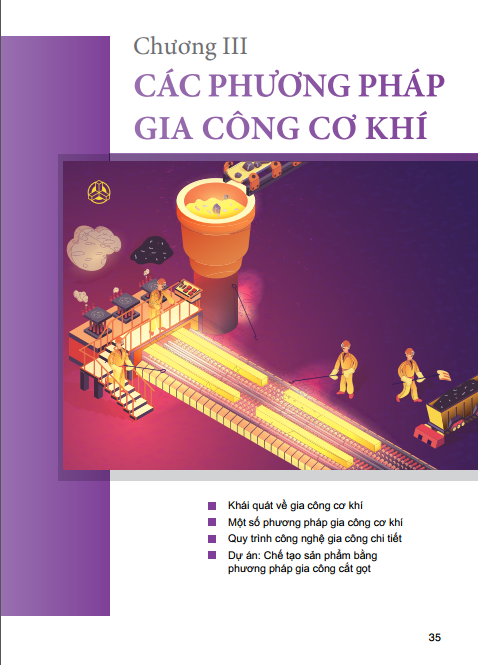 Chương III
CÁC PHƯƠNG PHÁP
GIA CÔNG CƠ KHÍ
Khái quát về gia công cơ khí
Một số phương pháp gia công cơ khí
Quy trình công nghệ gia công chi tiết
Dự án: Chế tạo sản phẩm bằng
phương pháp gia công cắt gọt
35